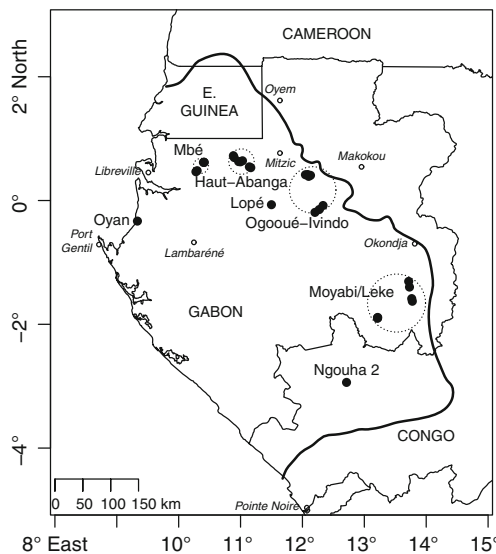 CAMEROON
2° North
E.
GUINEA
Oyem
Mbé
Mitzic
Makokou
Libreville
Haut–Abanga
0°
Lopé
Ogooué–Ivindo
Oyan
Port
Gentil
Lambaréné
Okondja
Moyabi/Leke
GABON
−2°
Ngouha 2
CONGO
−4°
0 50 100 150 km
Pointe Noire
8° East 10° 11° 12° 13° 14° 15°